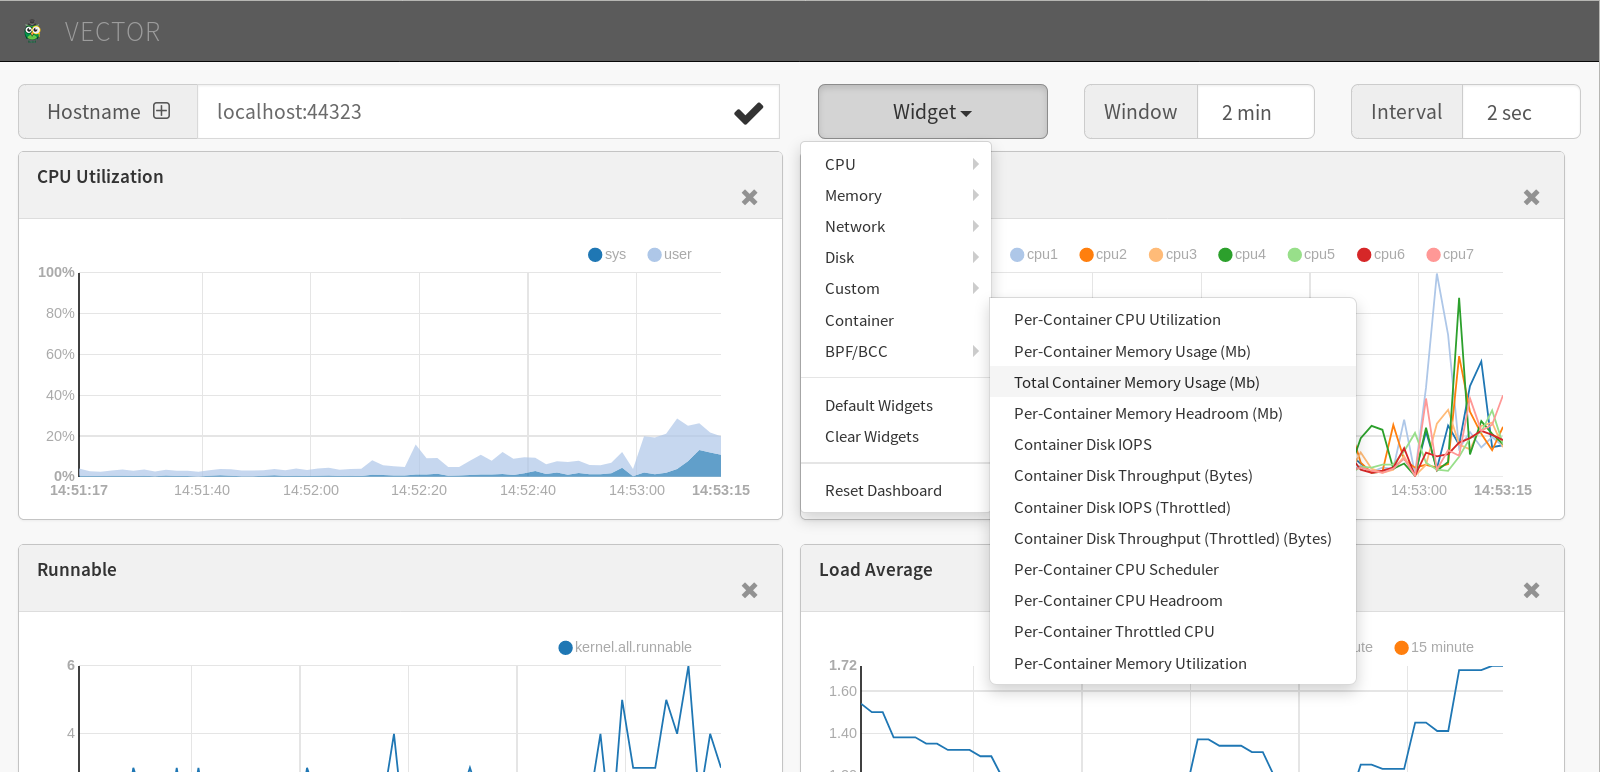 VECTOR
Hostname localhost:44323 Widget Window 2 min Interval 2 sec
CPU Utilization
sys user
100%
80%
60%
40%
20%
0%
14:51:17 14:51:40 14:52:00 14:52:20 14:52:40 14:53:00 14:53:15
CPU
Memory
Network
Disk
Custom
Container
BPF/BCC
Default Widgets
Clear Widgets
Reset Dashboard
cpu1 cpu2 cpu3 cpu4 cpu5 cpu6 cpu7
Per-Container CPU Utilization
Per-Container Memory Usage (Mb)
Total Container Memory Usage (Mb)
Per-Container Memory Headroom (Mb)
Container Disk IOPS
Container Disk Throughput (Bytes)
Container Disk IOPS (Throttled)
Container Disk Throughput (Throttled) (Bytes)
Per-Container CPU Scheduler
Per-Container CPU Headroom
Per-Container Throttled CPU
Per-Container Memory Utilization
14:53:00 14:53:15
Runnable
kernel.all.runnable
6
4
Load Average
15 minute
1.72
1.60
1.40